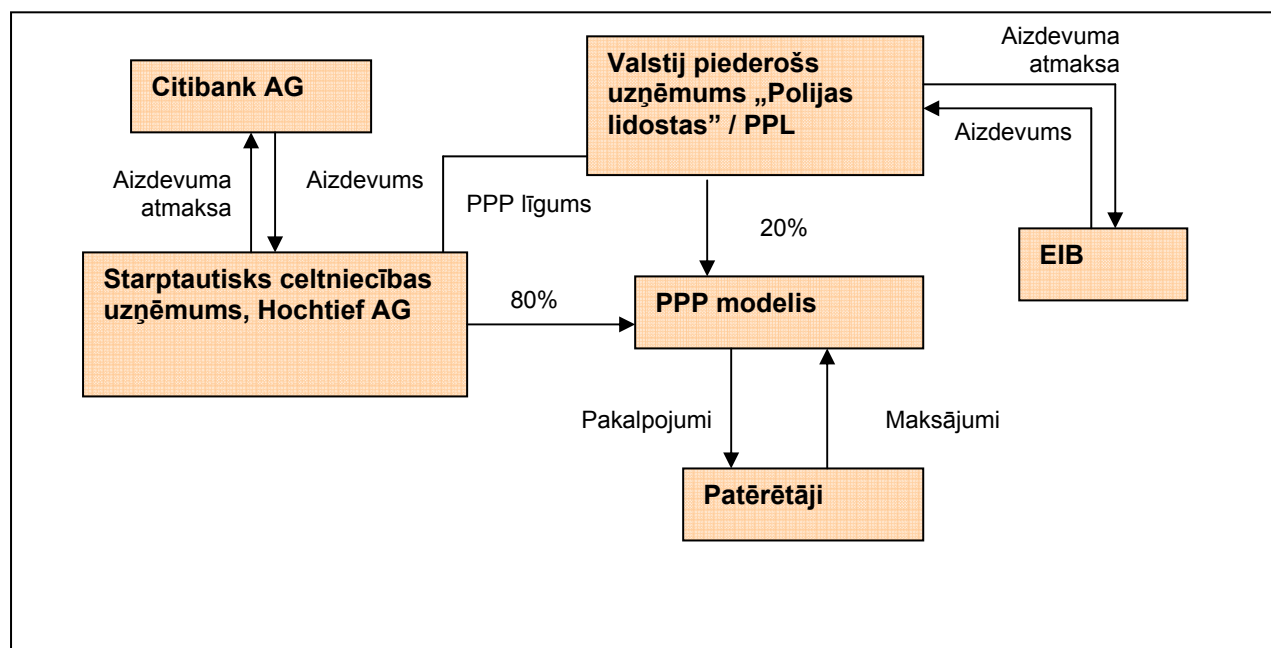 Citibank AG
Valstij piederošs
uzņēmums „Polijas
lidostas” / PPL
Aizdevuma
atmaksa
Aizdevums
Aizdevuma
atmaksa
Aizdevums
PPP līgums
20%
EIB
Starptautisks celtniecības
uzņēmums, Hochtief AG
80%
PPP modelis
Pakalpojumi
Maksājumi
Patērētāji